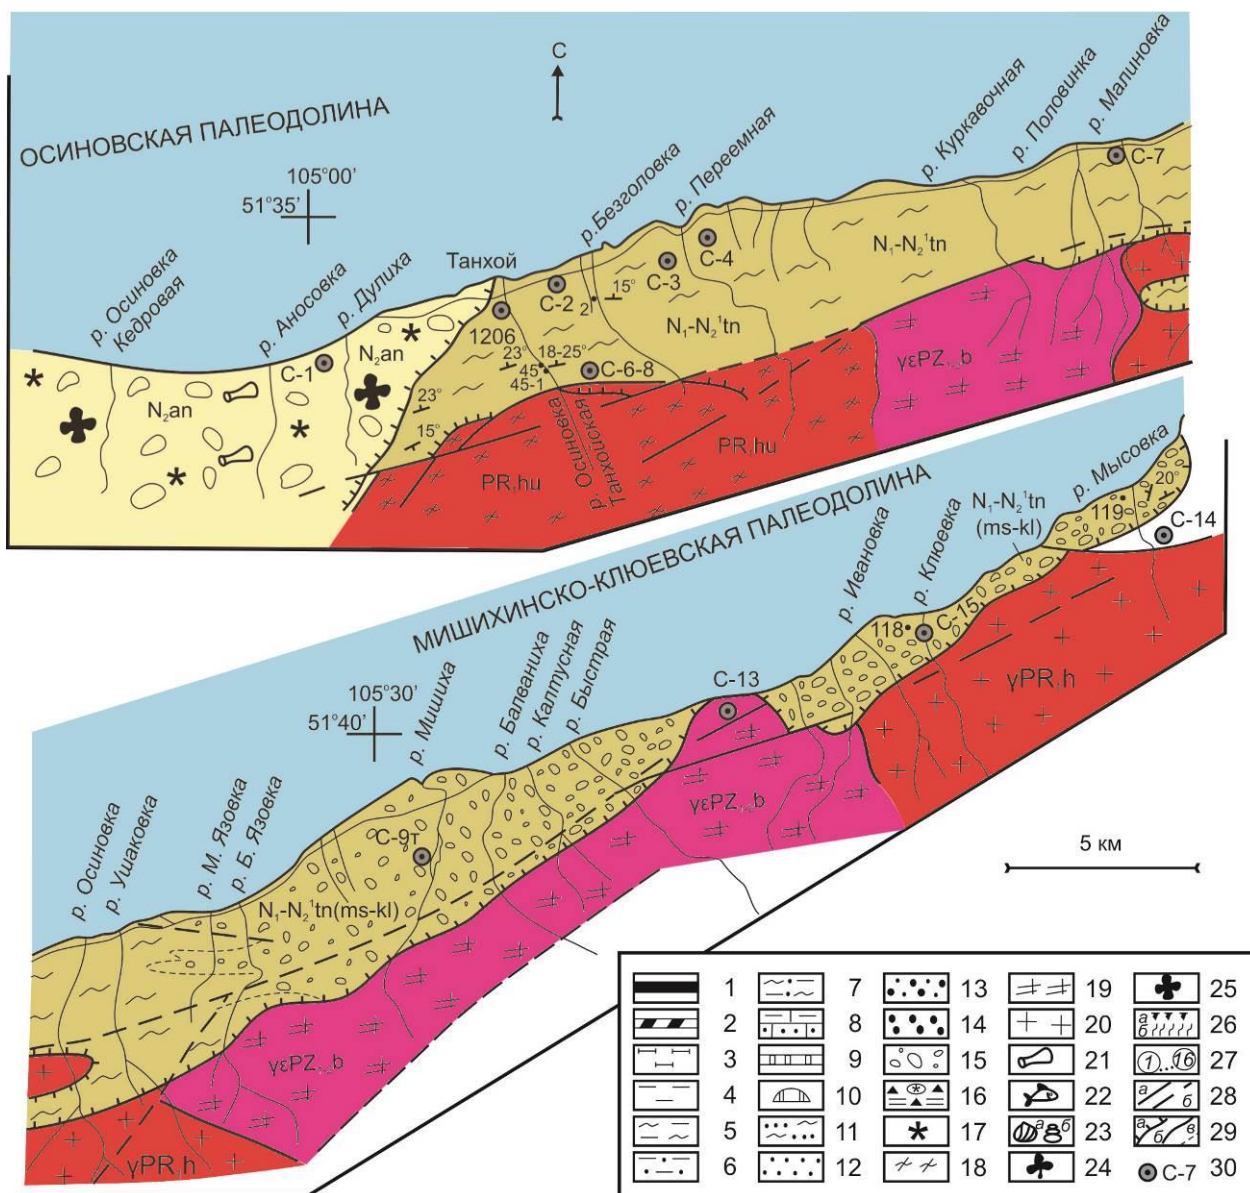 С
ОСИНОВСКАЯ ПАЛЕОДОЛИНА
105°00'
51°35'
р. Осиновка
Кедровая
р. Аносовка
р. Дулиха
Танхой
р. Безголовка
р. Переемная
р. Куркавочная
р. Половинка
р. Малиновка
С-7
С-4
С-3
С-2
2
15°
1206
С-1
N₂an
N₂an
N₁-N₂¹tn
N₁-N₂¹tn
23°
18-25°
45
45-1
С-6-8
23°
15°
р. Осиновка
Танхойская
PR₁hu
PR₁hu
γεPZ₁₋b
МИШИХИНСКО-КЛЮЕВСКАЯ ПАЛЕОДОЛИНА
105°30'
51°40'
р. Осиновка
р. Ушаковка
р. М. Язовка
р. Б. Язовка
р. Мишиха
р. Балваниха
р. Каптусная
р. Быстрая
С-13
р. Ивановка
р. Клюевка
N₁-N₂¹tn
(ms-kl)
р. Мысовка
119
20°
С-14
118
С-15
С-9т
N₁-N₂¹tn(ms-kl)
γεPZ₁₋b
γεPZ₁₋b
γPR₁h
γPR₁h
5 км
1 7 13 19 25
2 8 14 20 а б 26
3 9 15 21 1...16 27
4 10 16 22 а б 28
5 11 17 а б 23 а б в 29
6 12 18 24 С-7 30